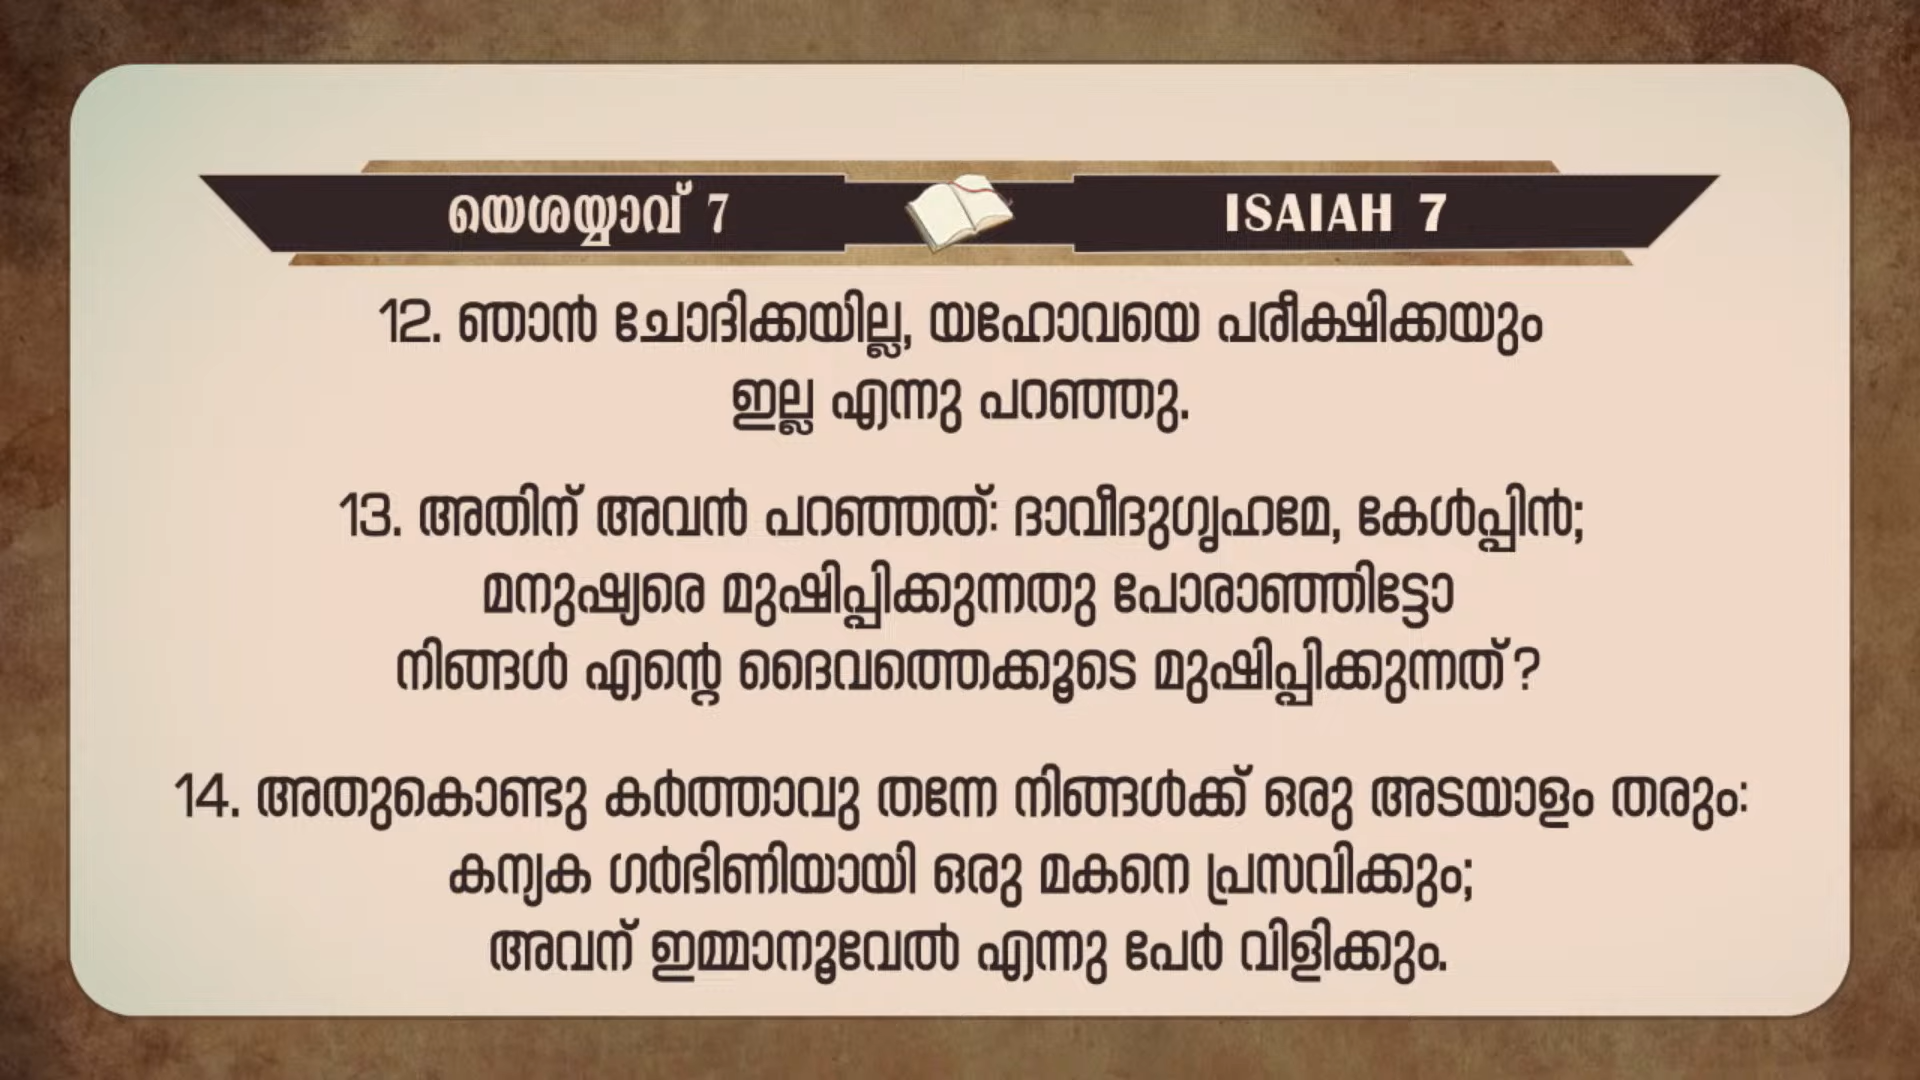 യെശയ്യാവ് 7
ISAIAH 7
12. ഞാൻ ചോദിക്കയില്ല, യഹോവയെ പരീക്ഷിക്കയും
ഇല്ല എന്നു പറഞ്ഞു.
13. അതിന് അവൻ പറഞ്ഞത്: ദാവീദുഗൃഹമേ, കേൾപ്പിൻ;
മനുഷ്യരെ മുഷിപ്പിക്കുന്നതു പോരാഞ്ഞിട്ടോ
നിങ്ങൾ എന്റെ ദൈവത്തെക്കൂടെ മുഷിപ്പിക്കുന്നത്?
14. അതുകൊണ്ടു കർത്താവു തന്നേ നിങ്ങൾക്ക് ഒരു അടയാളം തരും:
കന്യക ഗർഭിണിയായി ഒരു മകനെ പ്രസവിക്കും;
അവന് ഇമ്മാനൂവേൽ എന്നു പേർ വിളിക്കും.